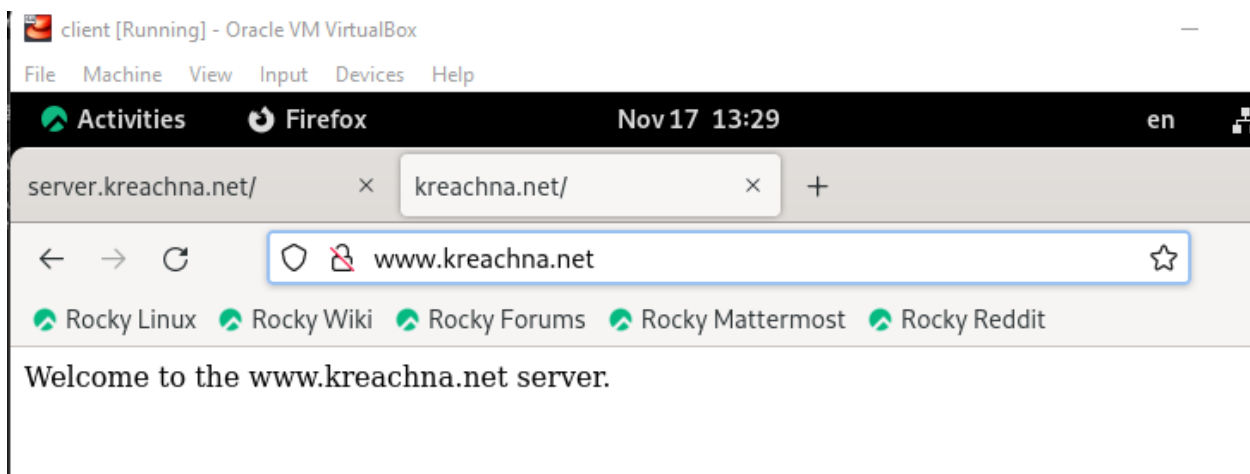 client [Running] - Oracle VM VirtualBox
File Machine View Input Devices Help
Activities Firefox Nov 17 13:29 en
server.kreachna.net/ kreachna.net/
www.kreachna.net
Rocky Linux Rocky Wiki Rocky Forums Rocky Mattermost Rocky Reddit
Welcome to the www.kreachna.net server.